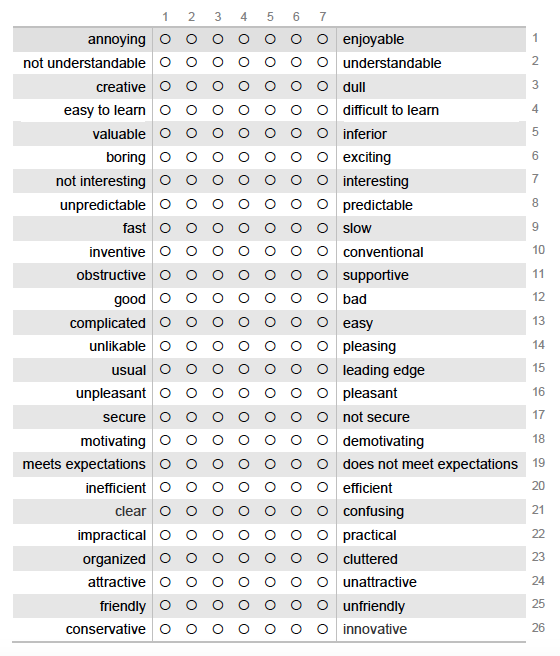 1 2 3 4 5 6 7
annoying enjoyable 1
not understandable understandable 2
creative dull 3
easy to learn difficult to learn 4
valuable inferior 5
boring exciting 6
not interesting interesting 7
unpredictable predictable 8
fast slow 9
inventive conventional 10
obstructive supportive 11
good bad 12
complicated easy 13
unlikable pleasing 14
usual leading edge 15
unpleasant pleasant 16
secure not secure 17
motivating demotivating 18
meets expectations does not meet expectations 19
inefficient efficient 20
clear confusing 21
impractical practical 22
organized cluttered 23
attractive unattractive 24
friendly unfriendly 25
conservative innovative 26